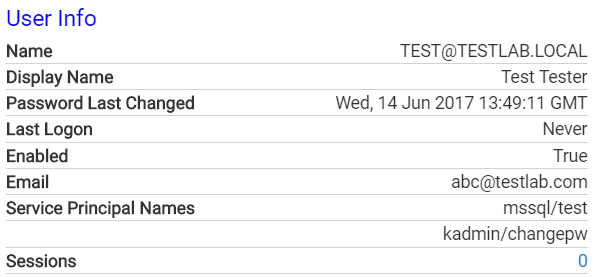 User Info
Name TEST@TESTLAB.LOCAL
Display Name Test Tester
Password Last Changed Wed, 14 Jun 2017 13:49:11 GMT
Last Logon Never
Enabled True
Email abc@testlab.com
Service Principal Names mssql/test
kadmin/changepw
Sessions 0